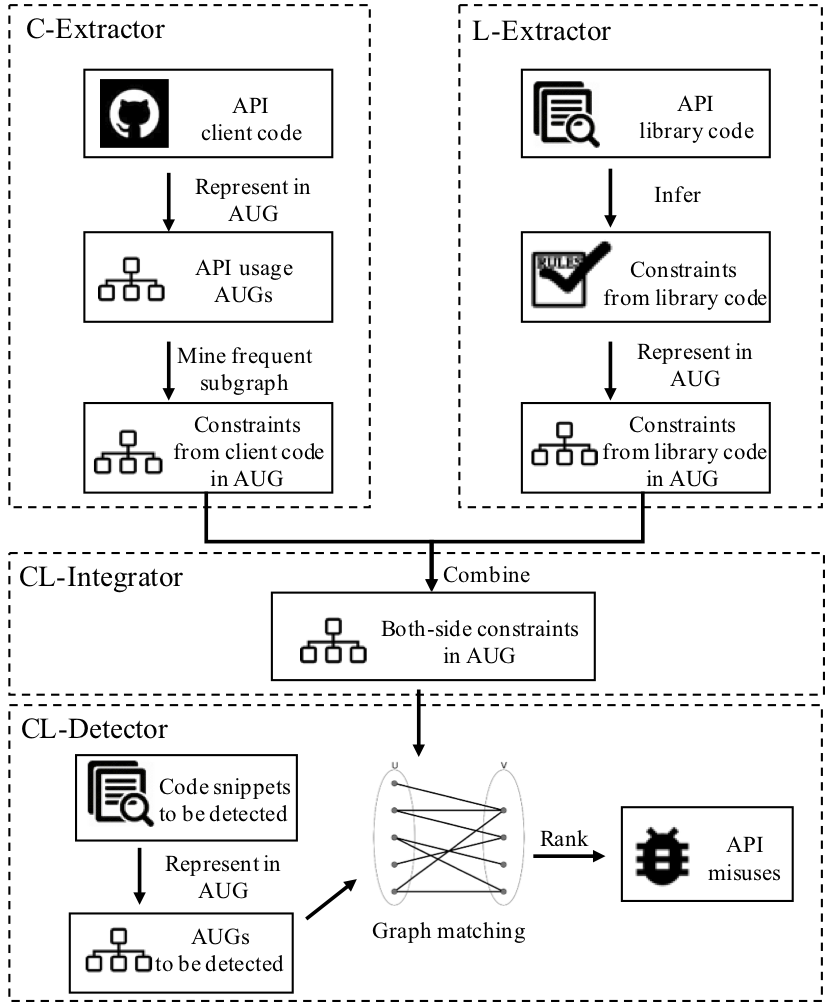 C-Extractor
API
client code
Represent in
AUG
API usage
AUGs
Mine frequent
subgraph
Constraints
from client code
in AUG
L-Extractor
API
library code
Infer
RULES
Constraints
from library code
Represent in
AUG
Constraints
from library code
in AUG
CL-Integrator
Combine
Both-side constraints
in AUG
CL-Detector
Code snippets
to be detected
Represent in
AUG
AUGs
to be detected
U
V
Graph matching
Rank
API
misuses